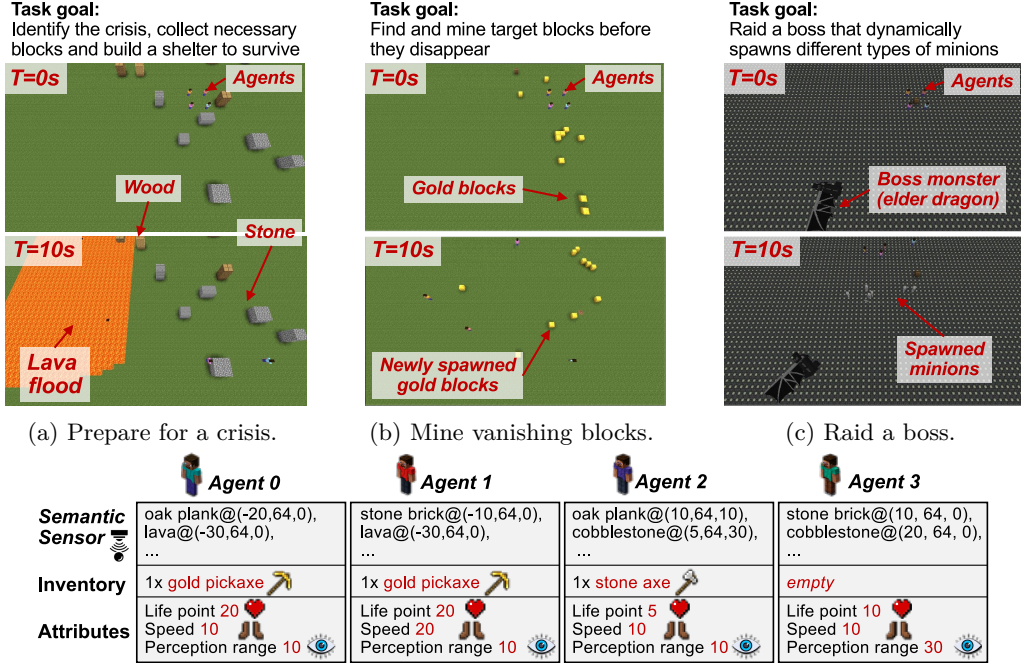 Task goal:
Identify the crisis, collect necessary
blocks and build a shelter to survive
T=0s
Agents
Wood
Stone
T=10s
Lava
flood
(a) Prepare for a crisis.
Task goal:
Find and mine target blocks before
they disappear
T=0s
Agents
Gold blocks
T=10s
Newly spawned
gold blocks
(b) Mine vanishing blocks.
Task goal:
Raid a boss that dynamically
spawns different types of minions
T=0s
Agents
Boss monster
(elder dragon)
T=10s
Spawned
minions
(c) Raid a boss.
Agent 0
Agent 1
Agent 2
Agent 3
Semantic
Sensor
oak plank@(-20,64,0),
lava@(-30,64,0),
...
stone brick@(-10,64,0),
lava@(-30,64,0),
...
oak plank@(10,64,10),
cobblestone@(5,64,30),
...
stone brick@(10, 64, 0),
cobblestone@(20, 64, 0)
...
Inventory
1x gold pickaxe
1x gold pickaxe
1x stone axe
empty
Attributes
Life point 20
Speed 10
Perception range 10
Life point 20
Speed 20
Perception range 10
Life point 5
Speed 10
Perception range 10
Life point 10
Speed 10
Perception range 30